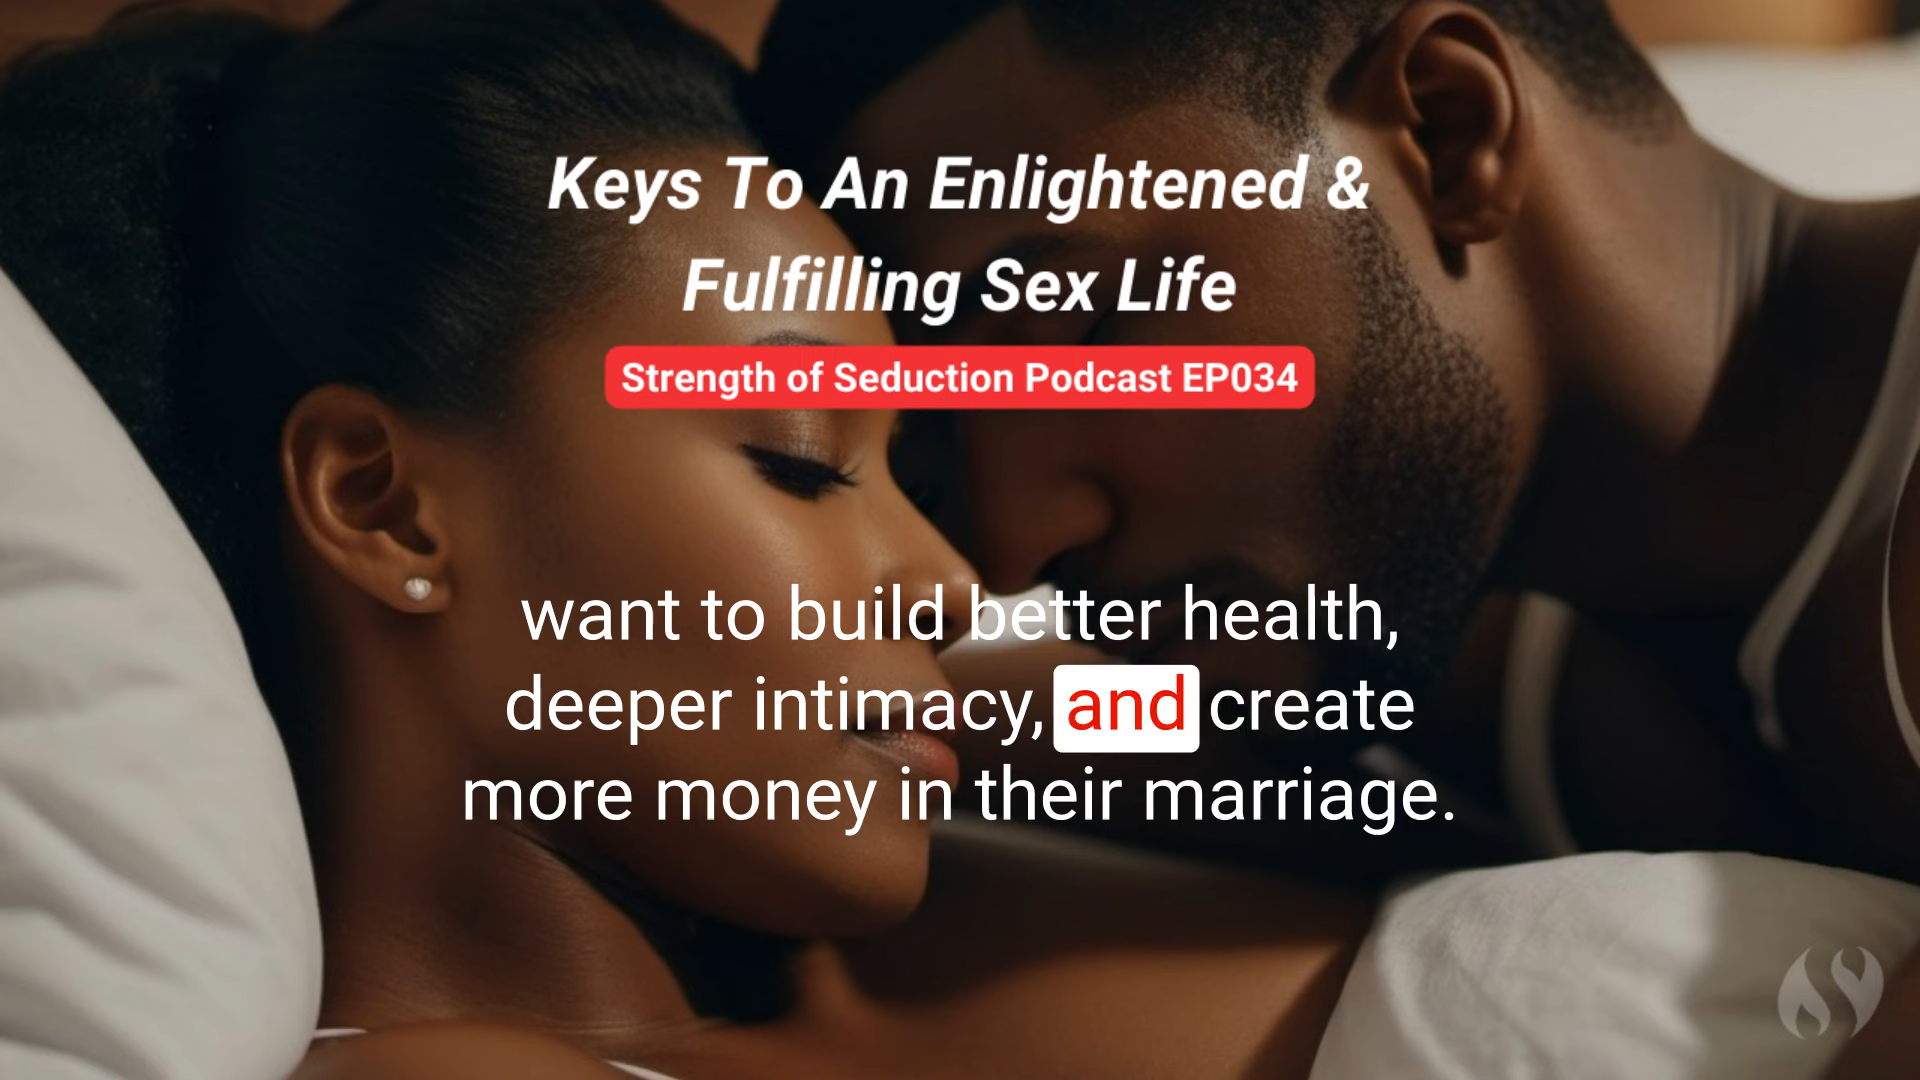 Keys To An Enlightened &
Fulfilling Sex Life
Strength of Seduction Podcast EP034
want to build better health,
deeper intimacy, and create
more money in their marriage.